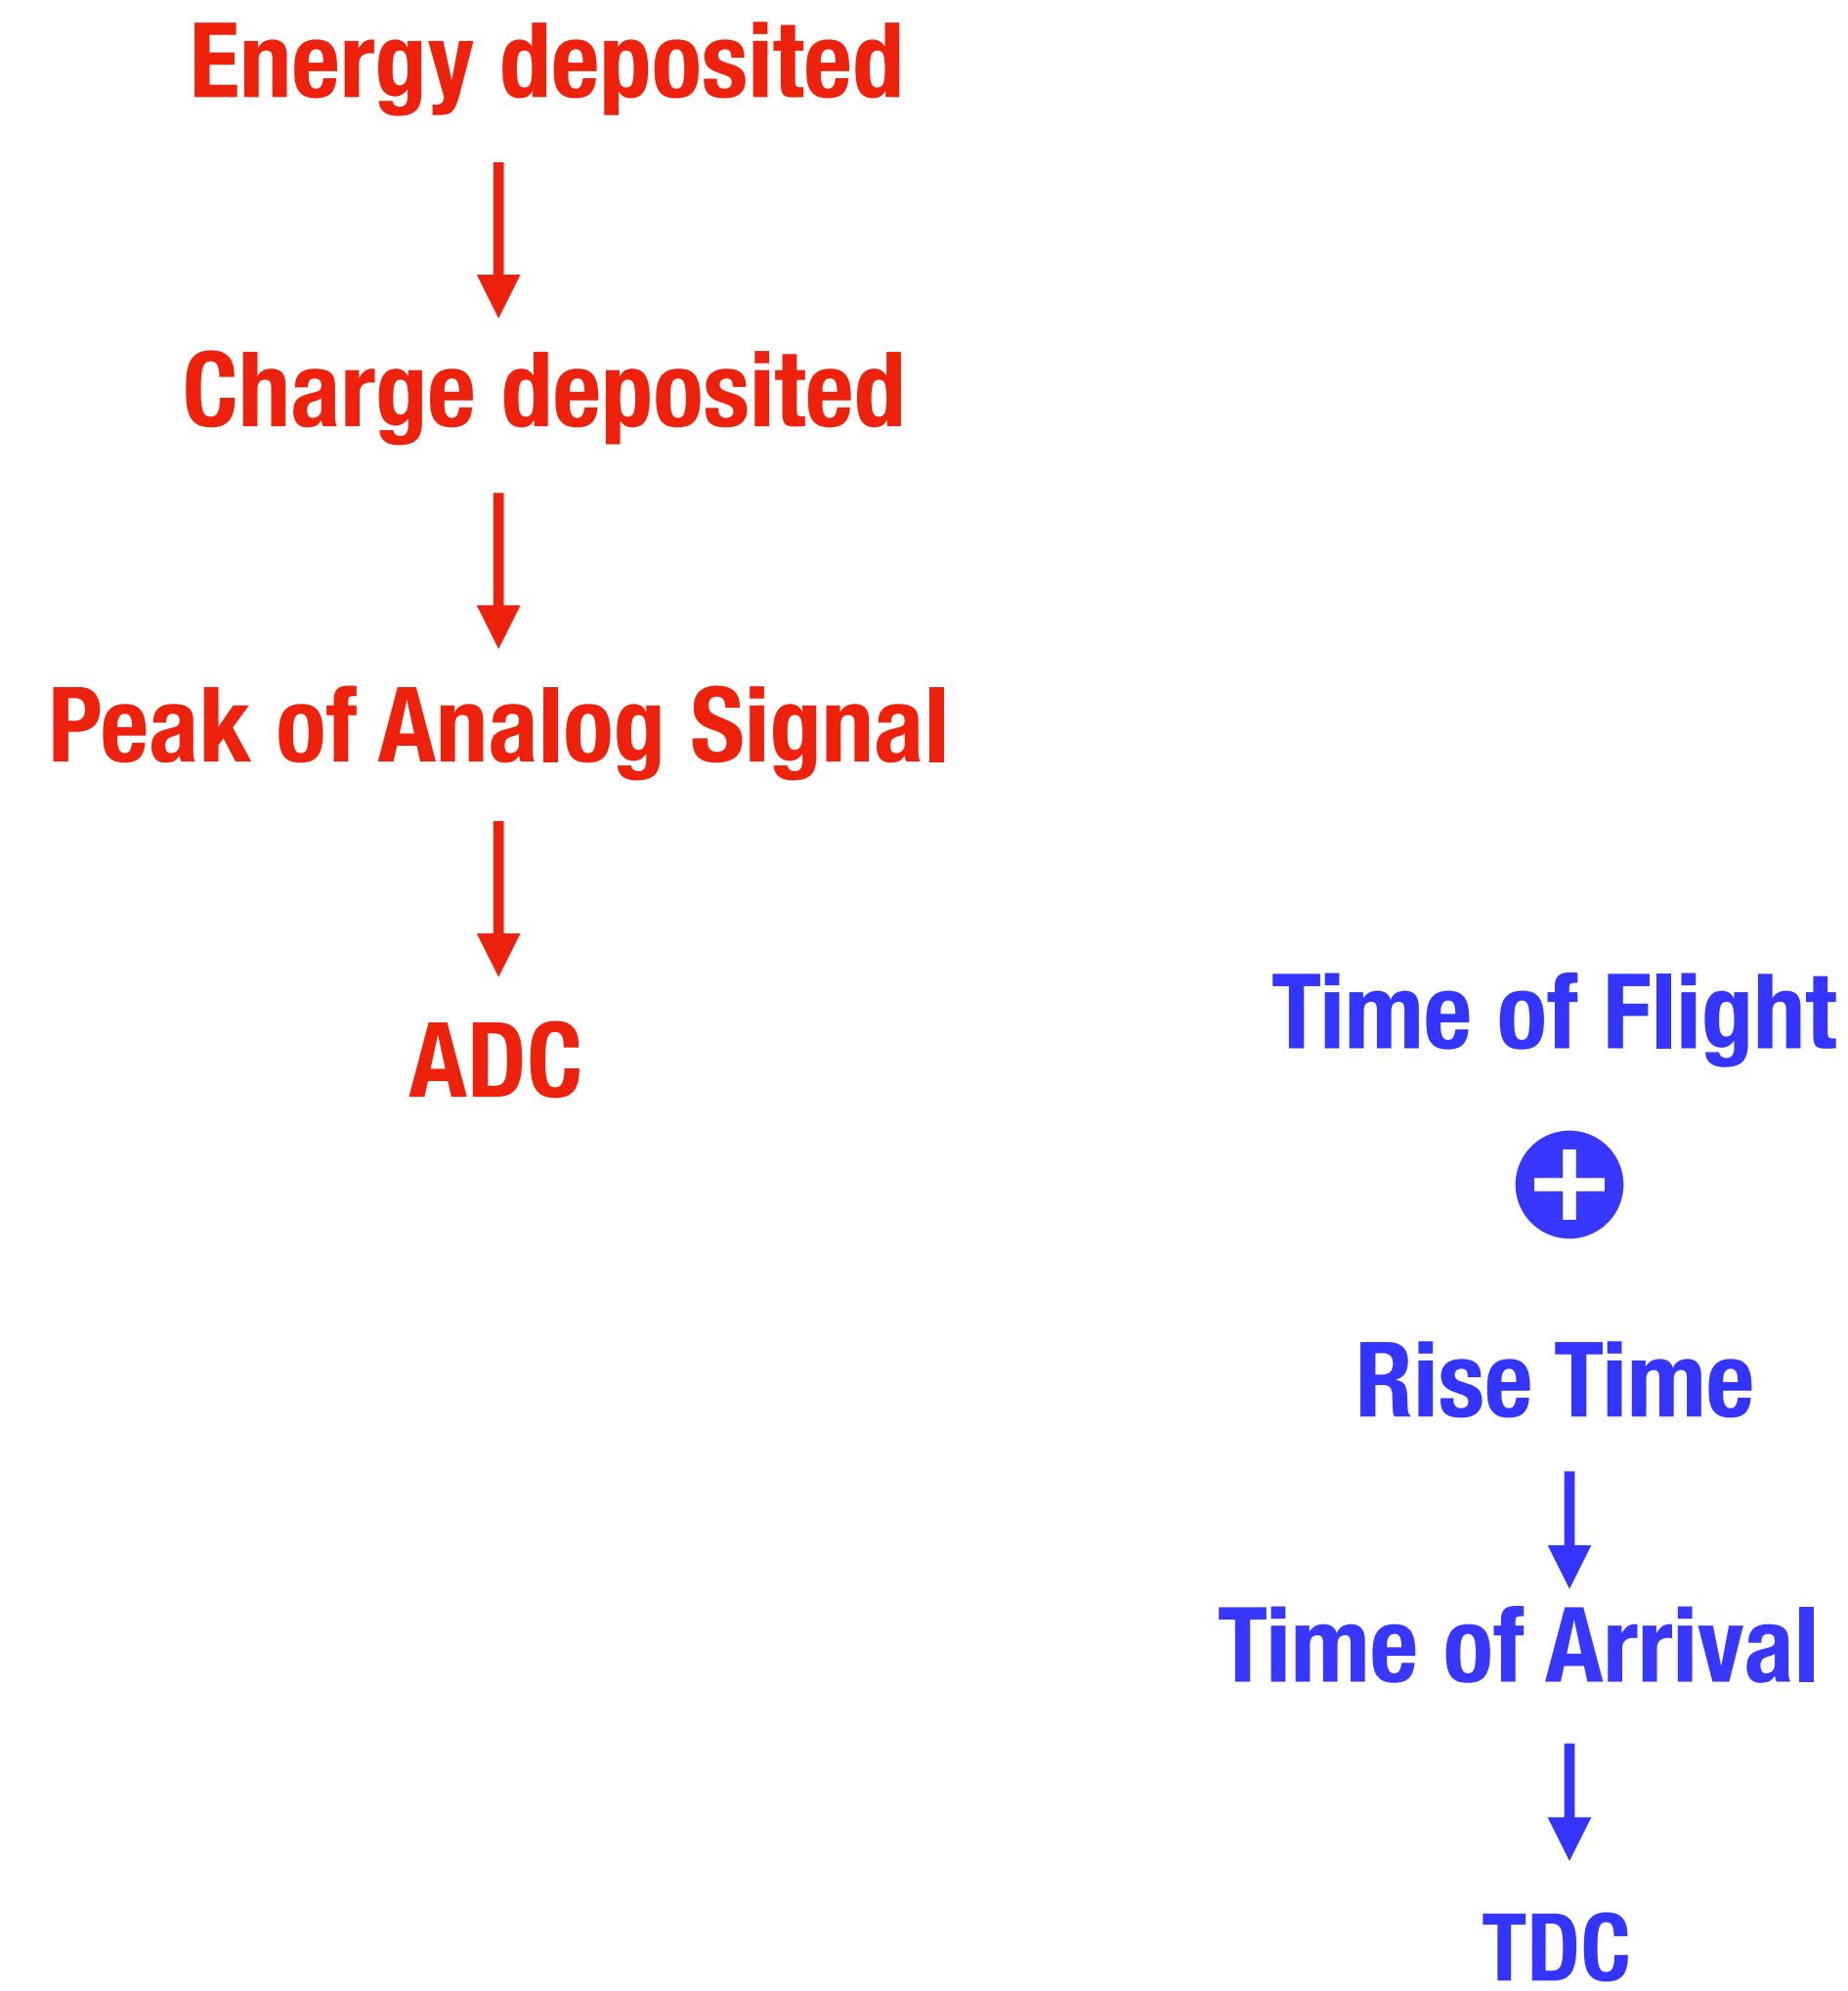 Energy deposited
Charge deposited
Peak of Analog Signal
ADC
Time of Flight
+
Rise Time
Time of Arrival
TDC